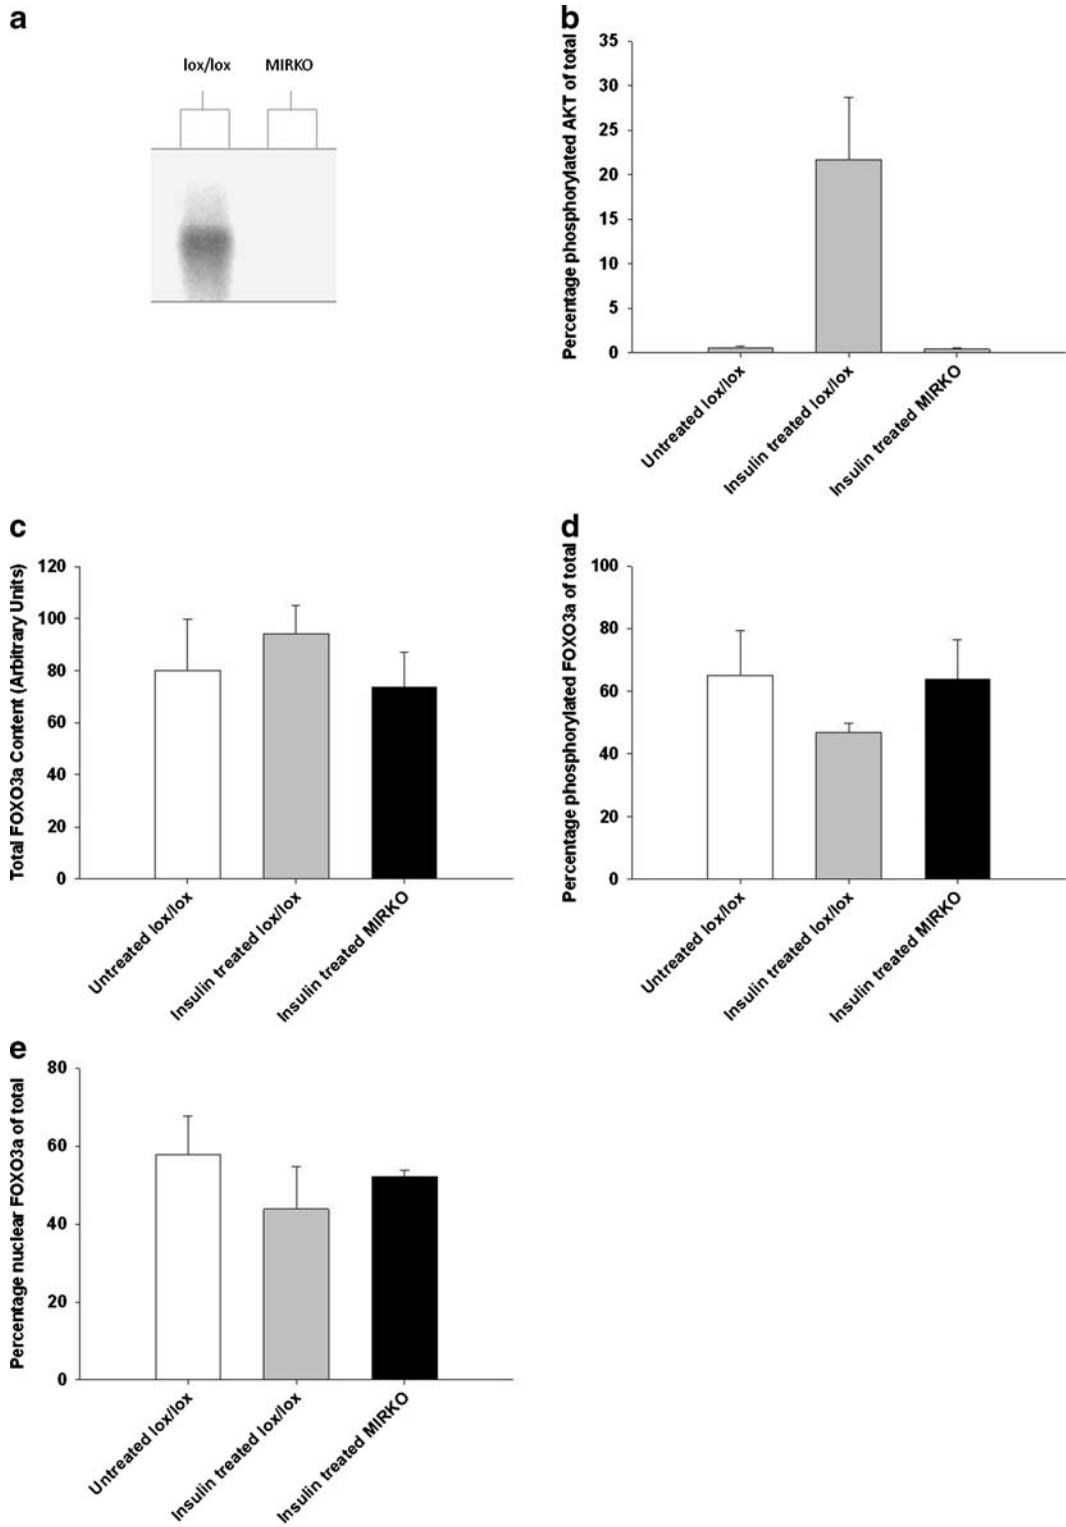 a
lox/lox MIRKO
b
Percentage phosphorylated AKT of total
35
30
25
20
15
10
5
0
Untreated lox/lox
Insulin treated lox/lox
Insulin treated MIRKO
c
Total FOXO3a Content (Arbitrary Units)
120
100
80
60
40
20
0
Untreated lox/lox
Insulin treated lox/lox
Insulin treated MIRKO
d
Percentage phosphorylated FOXO3a of total
100
80
60
40
20
0
Untreated lox/lox
Insulin treated lox/lox
Insulin treated MIRKO
e
Percentage nuclear FOXO3a of total
80
60
40
20
0
Untreated lox/lox
Insulin treated lox/lox
Insulin treated MIRKO